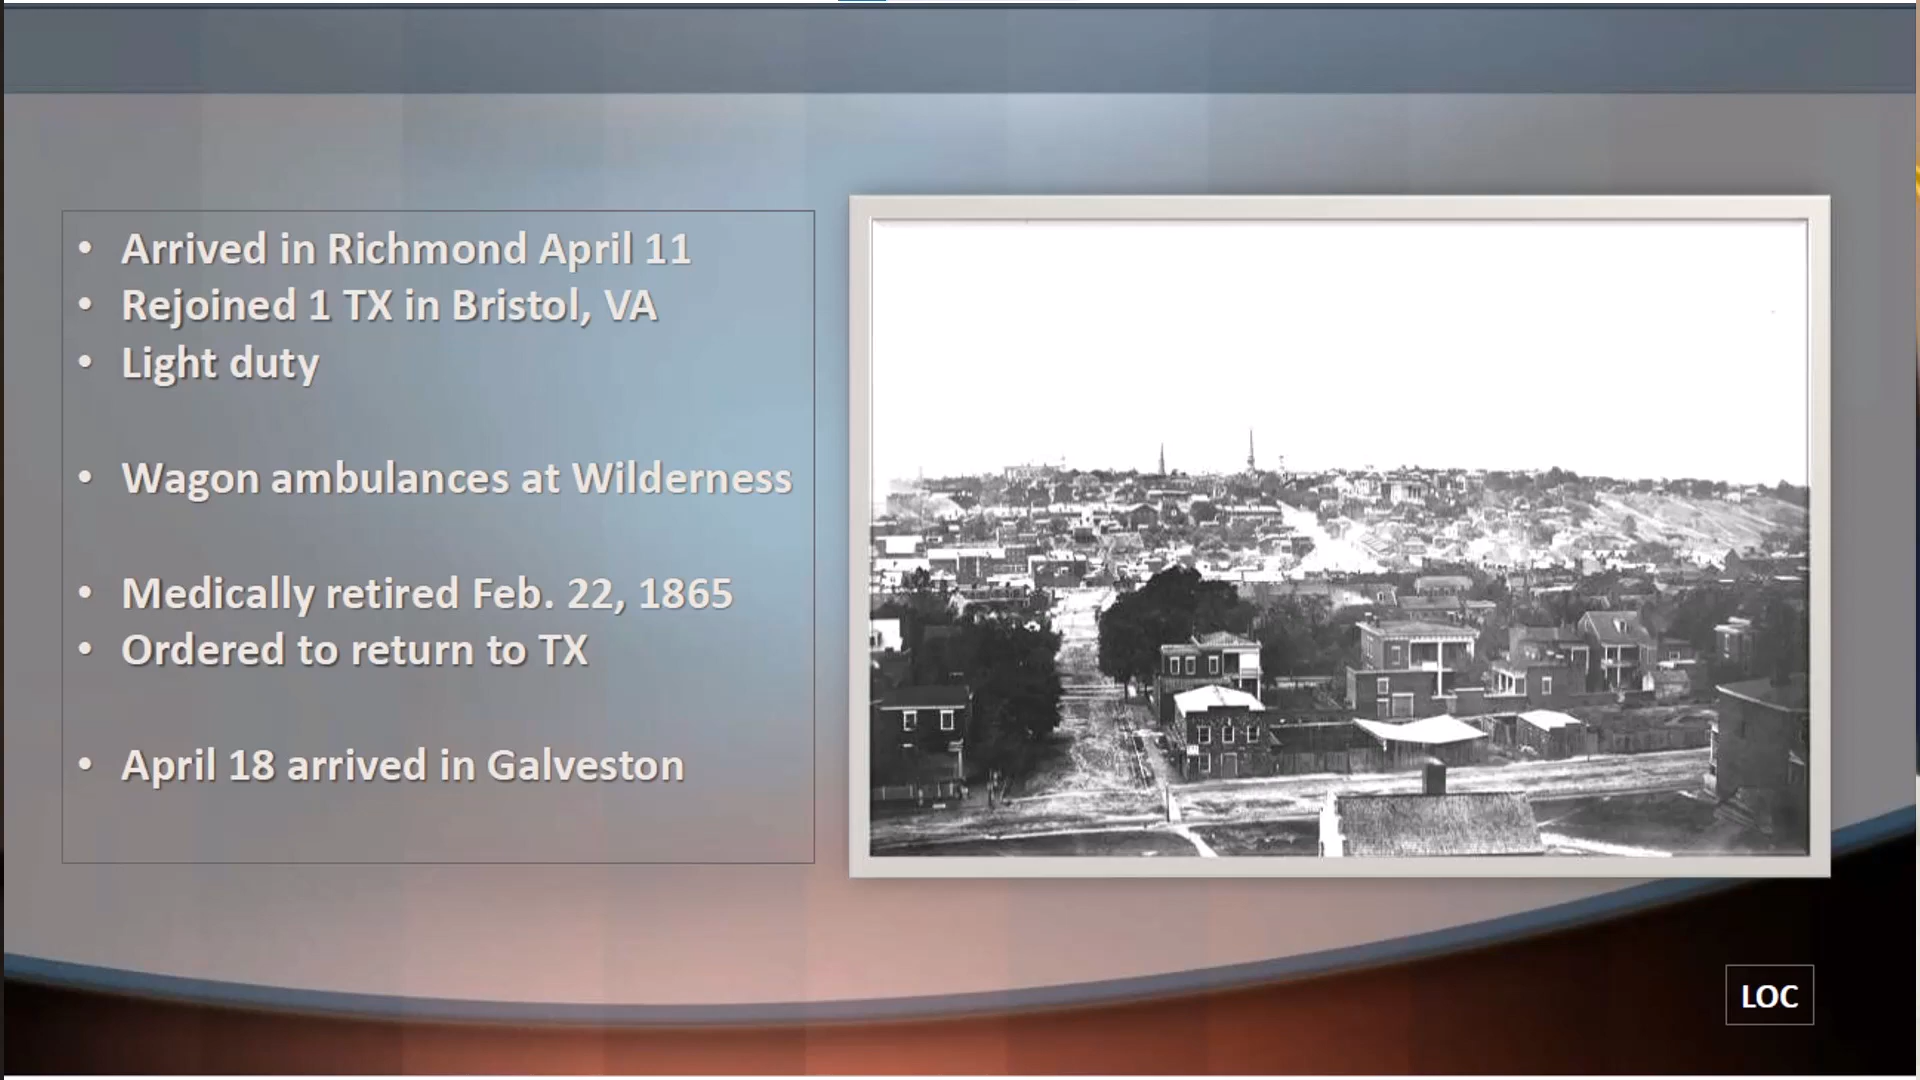 • Arrived in Richmond April 11
• Rejoined 1 TX in Bristol, VA
• Light duty
• Wagon ambulances at Wilderness
• Medically retired Feb. 22, 1865
• Ordered to return to TX
• April 18 arrived in Galveston
LOC